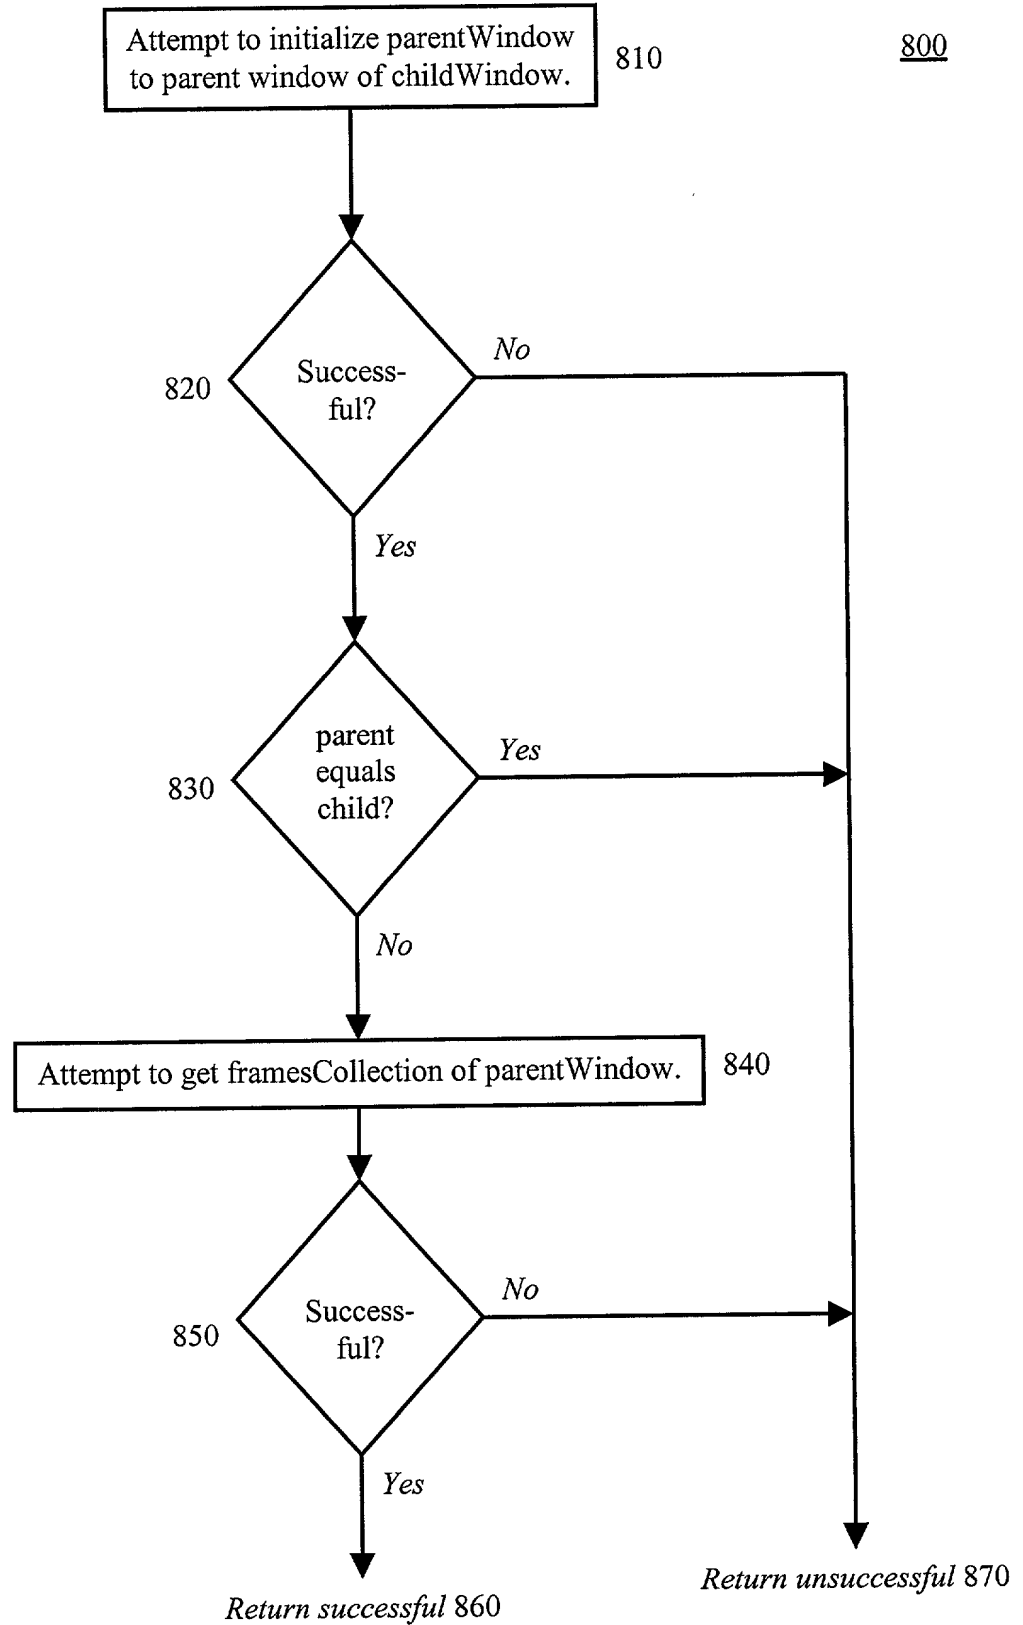 Attempt to initialize parentWindow
to parent window of childWindow.
810
800
Success-
ful?
820
No
Yes
parent
equals
child?
830
Yes
No
Attempt to get framesCollection of parentWindow.
840
Success-
ful?
850
No
Yes
Return successful 860
Return unsuccessful 870